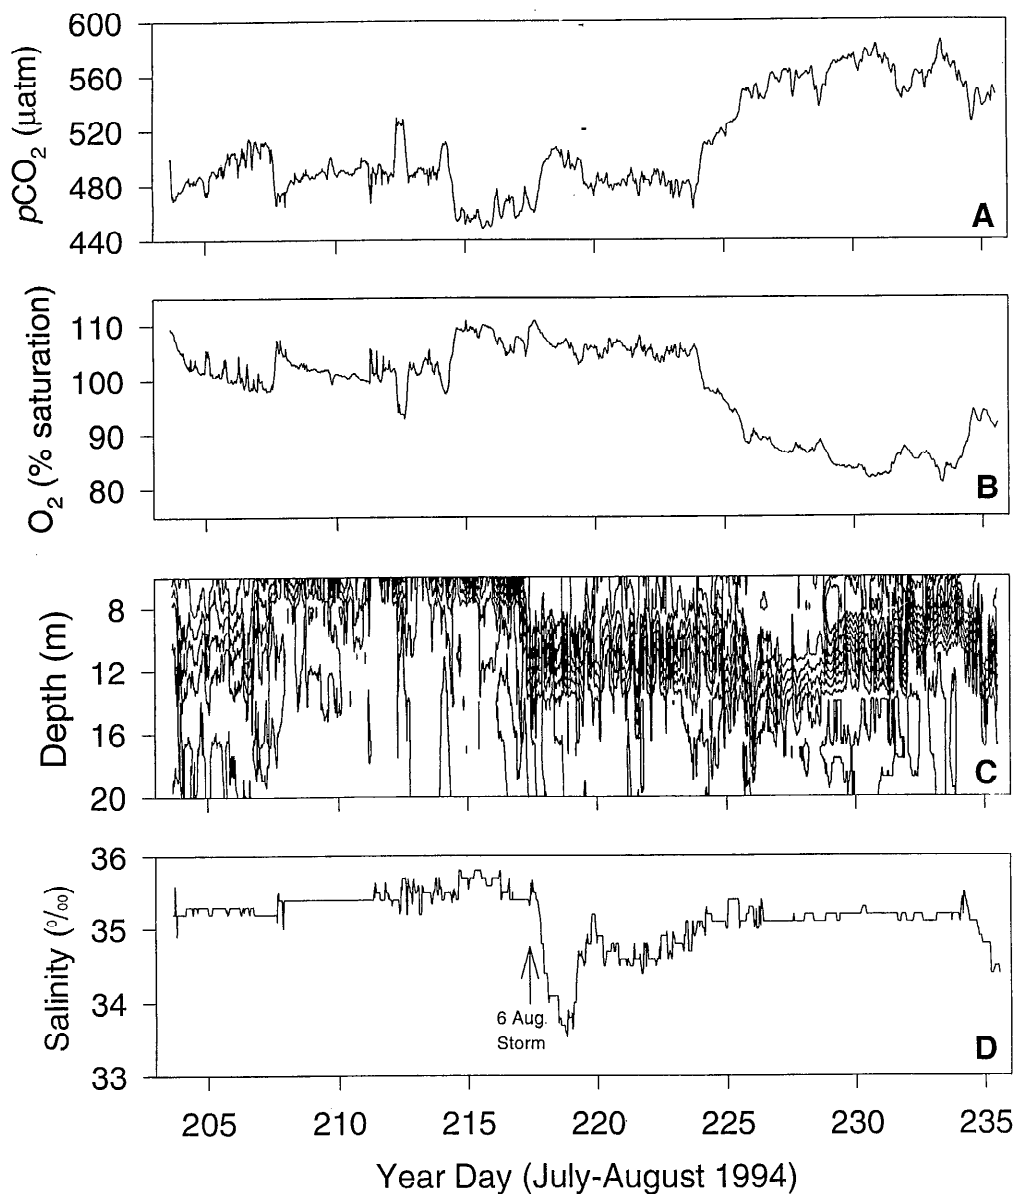 600
560
520
480
440
pCO2 (µatm)
A
110
100
90
80
O2 (% saturation)
B
8
12
16
20
Depth (m)
C
36
35
34
33
Salinity (‰)
6 Aug.
Storm
D
205 210 215 220 225 230 235
Year Day (July-August 1994)